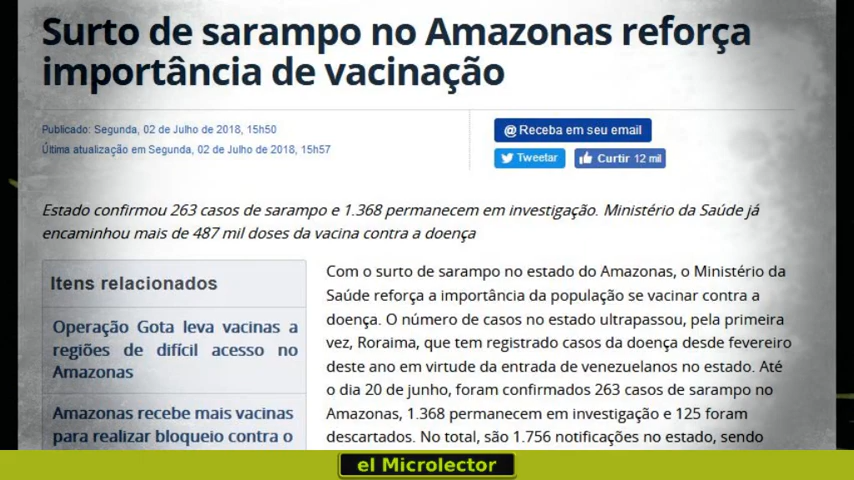 Surto de sarampo no Amazonas reforça
importância de vacinação
Publicado: Segunda, 02 de Julho de 2018, 15h50
Última atualização em Segunda, 02 de Julho de 2018, 15h57
@ Receba em seu email
Tweetar
Curtir 12 mil
Estado confirmou 263 casos de sarampo e 1.368 permanecem em investigação. Ministério da Saúde já
encaminhou mais de 487 mil doses da vacina contra a doença
Itens relacionados
Operação Gota leva vacinas a
regiões de difícil acesso no
Amazonas
Amazonas recebe mais vacinas
para realizar bloqueio contra o
Com o surto de sarampo no estado do Amazonas, o Ministério da
Saúde reforça a importância da população se vacinar contra a
doença. O número de casos no estado ultrapassou, pela primeira
vez, Roraima, que tem registrado casos da doença desde fevereiro
deste ano em virtude da entrada de venezuelanos no estado. Até
o dia 20 de junho, foram confirmados 263 casos de sarampo no
Amazonas, 1.368 permanecem em investigação e 125 foram
descartados. No total, são 1.756 notificações no estado, sendo
el Microlector